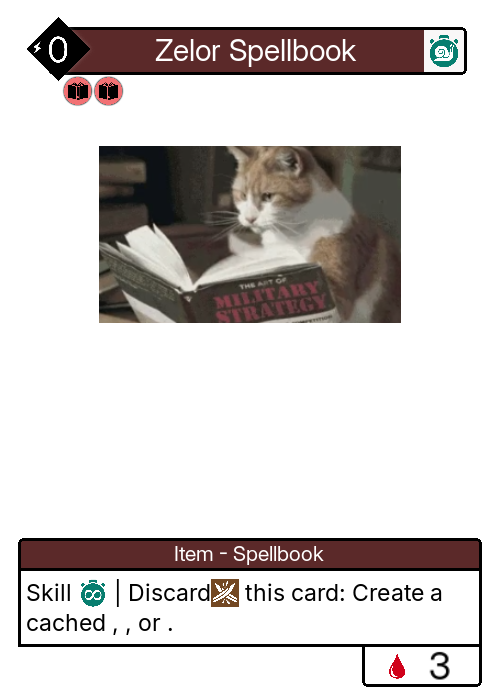 0
Zelor Spellbook
THE ART OF
MILITARY
STRATEGY
Item - Spellbook
Skill | Discard this card: Create a
cached , , or .
3